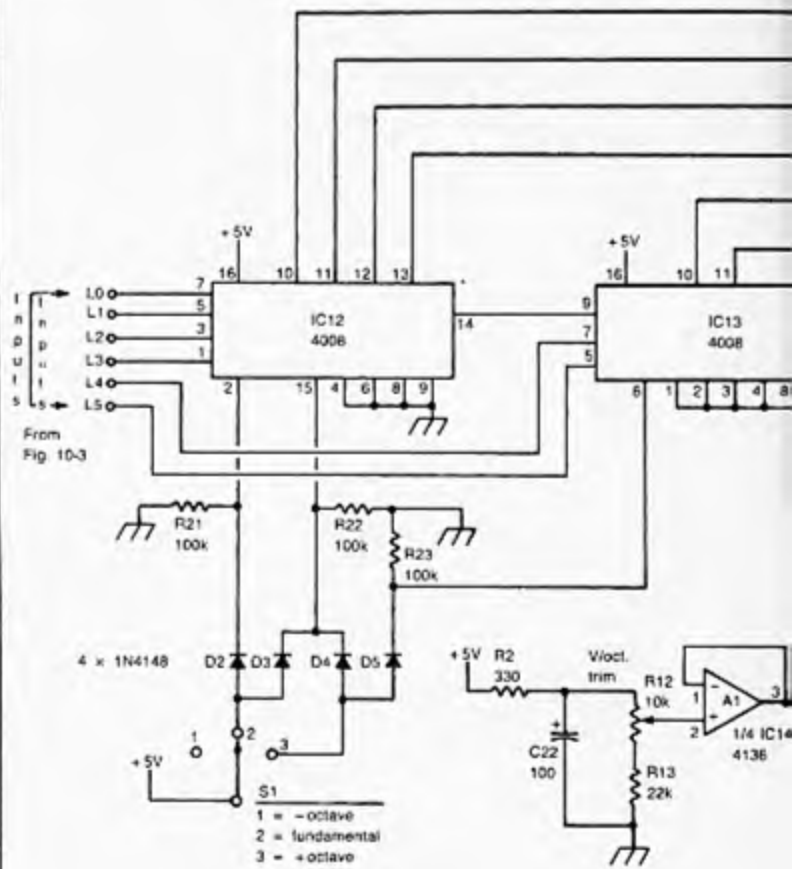 +5V
16
10
11
12
13
+5V
16
10
11
Inputs
Inputs
L0
7
L1
5
L2
3
L3
1
L4
L5
IC12
4008
14
9
7
5
IC13
4008
2
15
4
6
8
9
6
1
2
3
4
8
From
Fig. 10-3
R21
100k
R22
100k
R23
100k
4 × 1N4148
D2
D3
D4
D5
+5V
R2
330
V/oct.
trim
R12
10k
1
A1
3
2
1/4 IC14
4136
C22
100
R13
22k
1
2
3
+5V
S1
1 = -octave
2 = fundamental
3 = +octave